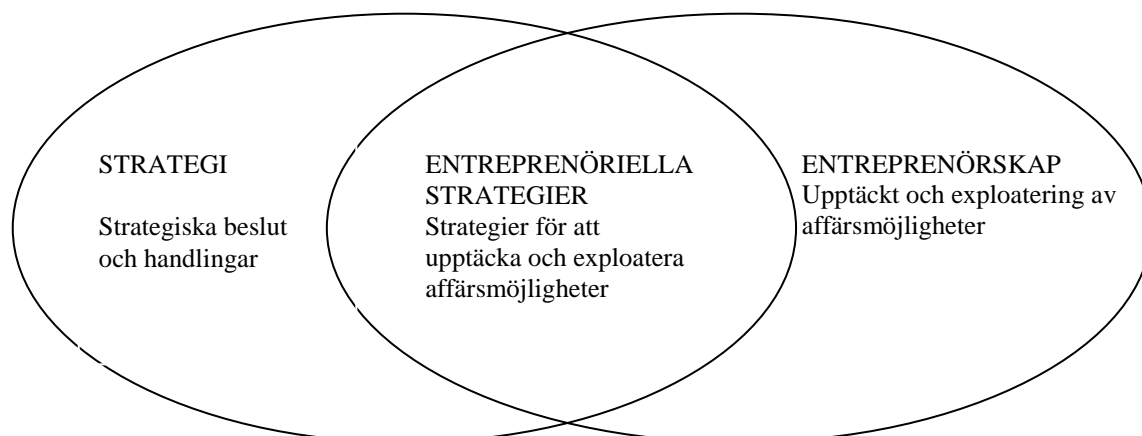 STRATEGI
Strategiska beslut
och handlingar
ENTREPRENÖRIELLA
STRATEGIER
Strategier för att
upptäcka och exploatera
affärsmöjligheter
ENTREPRENÖRSKAP
Upptäckt och exploatering av
affärsmöjligheter